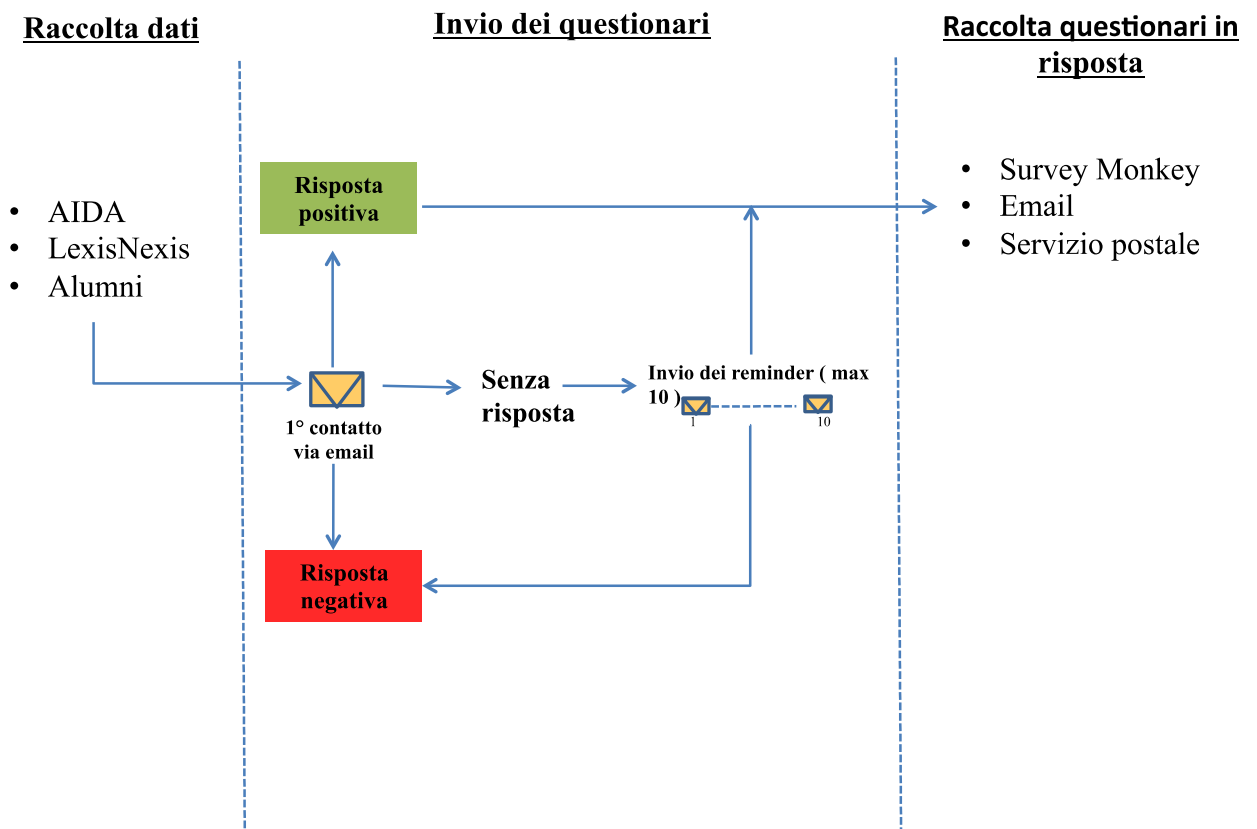 Raccolta dati
Invio dei questionari
Raccolta questionari in
risposta
• AIDA
• LexisNexis
• Alumni
Risposta
positiva
1° contatto
via email
Senza
risposta
Invio dei reminder ( max
10 )
1
10
Risposta
negativa
• Survey Monkey
• Email
• Servizio postale